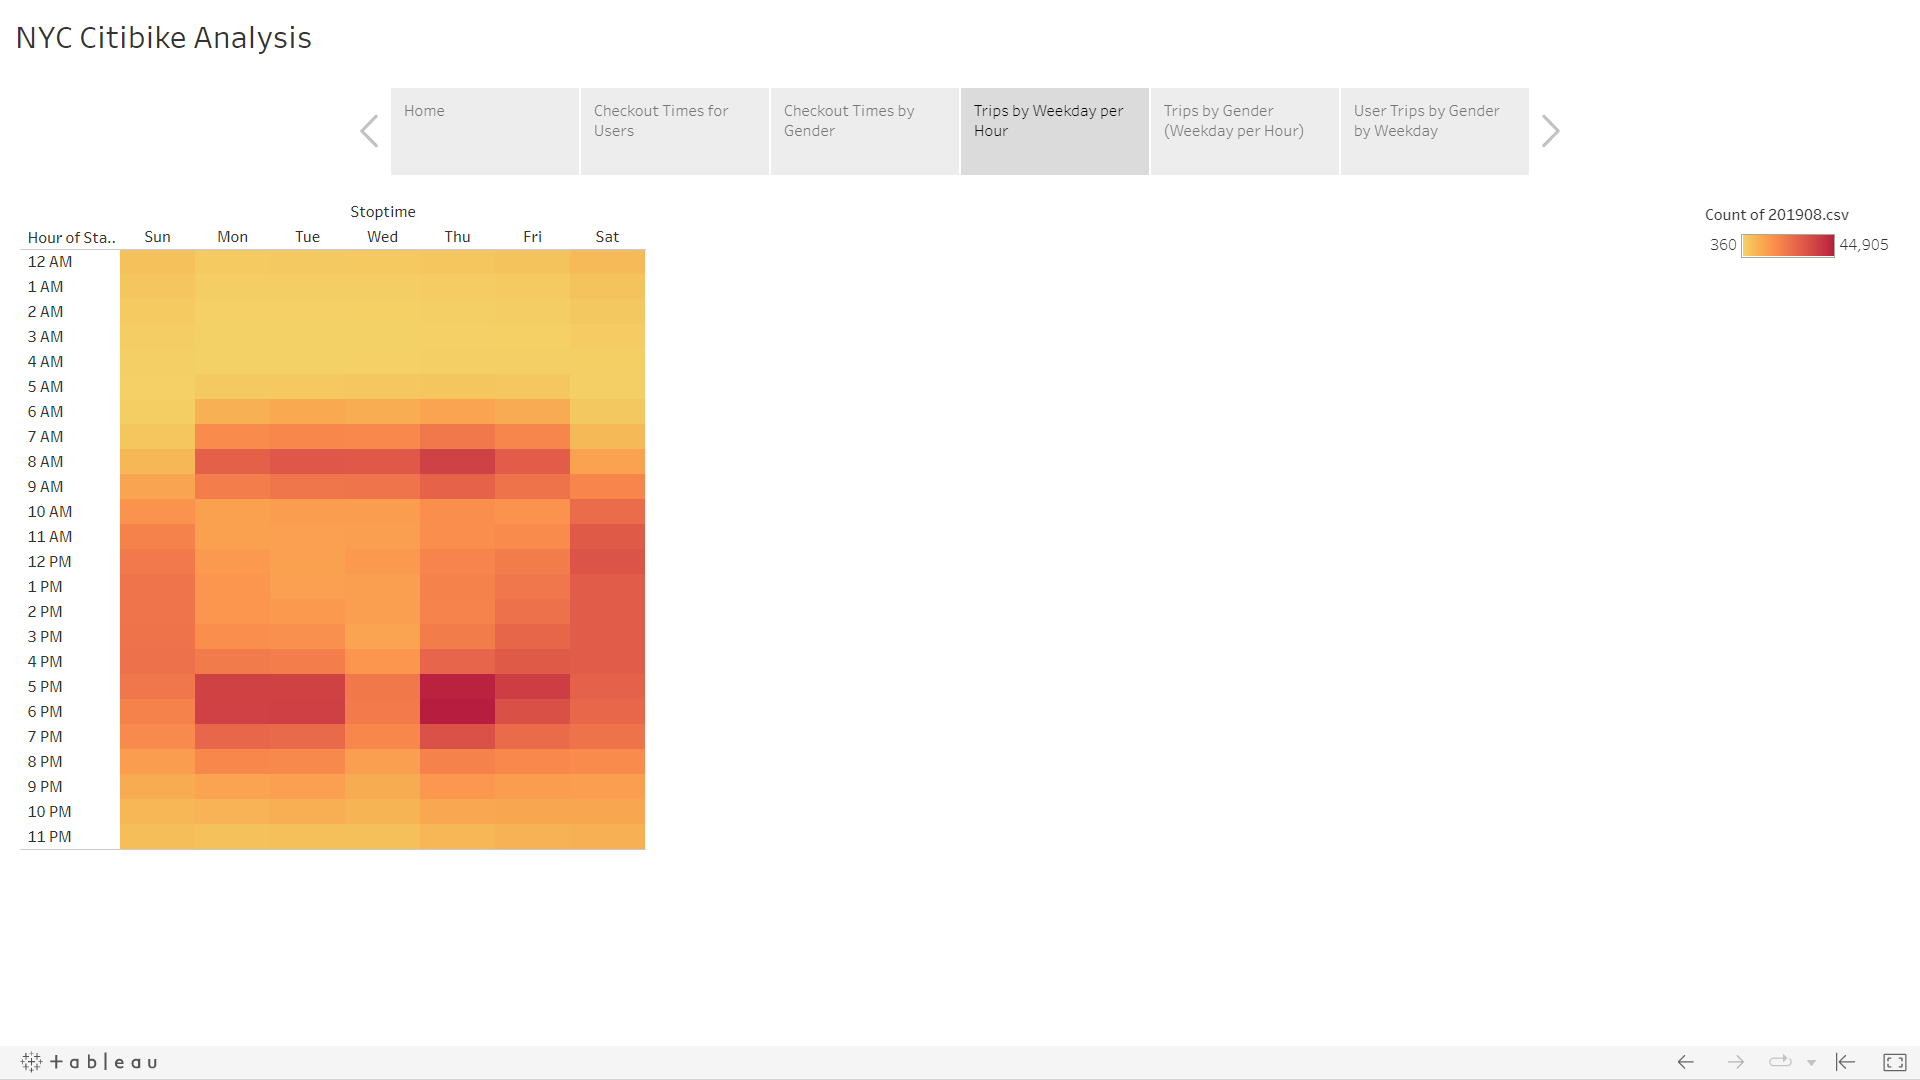 NYC Citibike Analysis
Home
Checkout Times for
Users
Checkout Times by
Gender
Trips by Weekday per
Hour
Trips by Gender
(Weekday per Hour)
User Trips by Gender
by Weekday
Stoptime
Hour of Sta.. Sun Mon Tue Wed Thu Fri Sat
12 AM
1 AM
2 AM
3 AM
4 AM
5 AM
6 AM
7 AM
8 AM
9 AM
10 AM
11 AM
12 PM
1 PM
2 PM
3 PM
4 PM
5 PM
6 PM
7 PM
8 PM
9 PM
10 PM
11 PM
Count of 201908.csv
360 44,905
+ableau